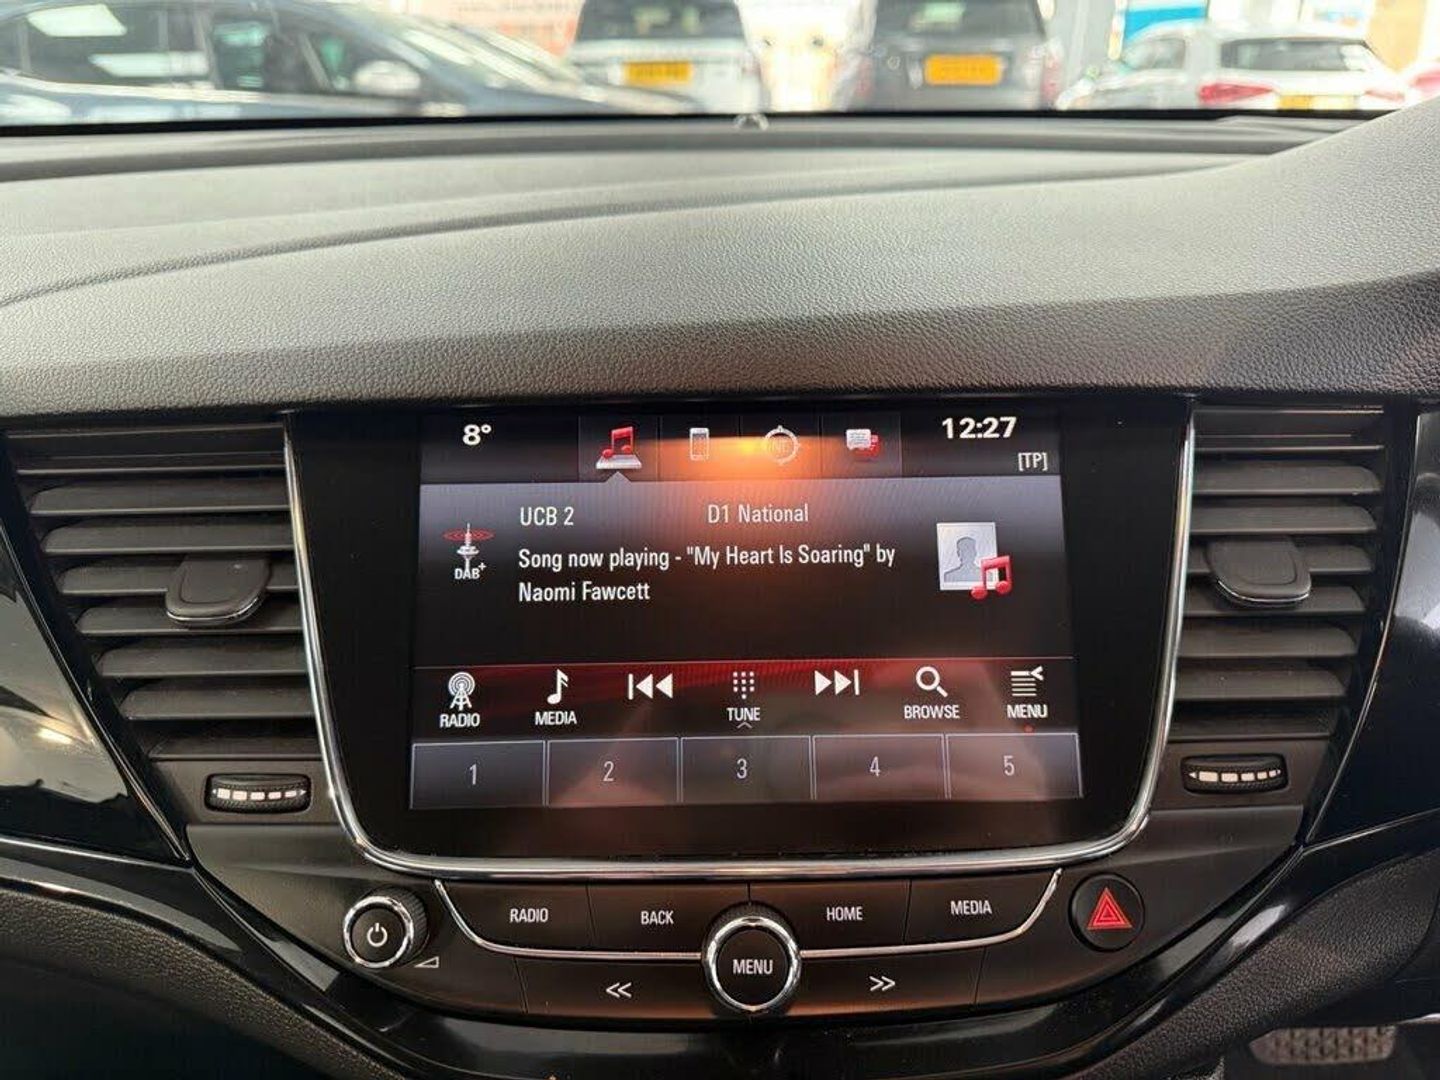 8° 12:27
[TP]
UCB 2 D1 National
DAB+ Song now playing - "My Heart Is Soaring" by
Naomi Fawcett
RADIO MEDIA TUNE BROWSE MENU
1 2 3 4 5
RADIO BACK HOME MEDIA
MENU